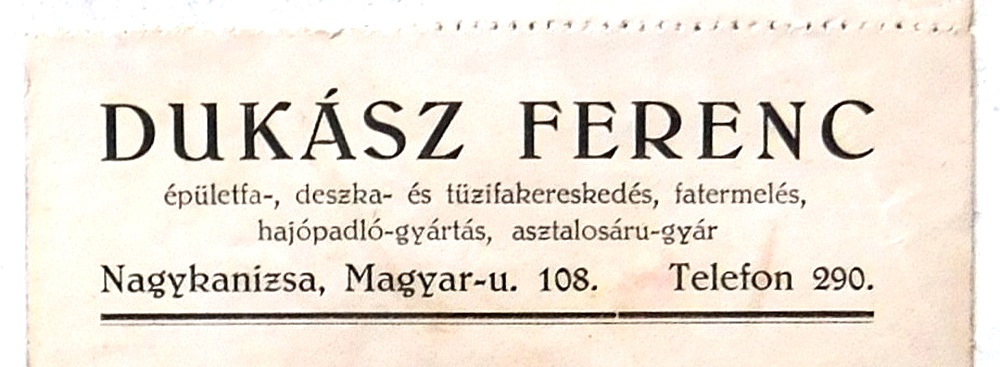 DUKÁSZ FERENC
épületfa-, deszka- és tüzifakereskedés, fatermelés,
hajópadló-gyártás, asztalosáru-gyár
Nagykanizsa, Magyar-u. 108. Telefon 290.